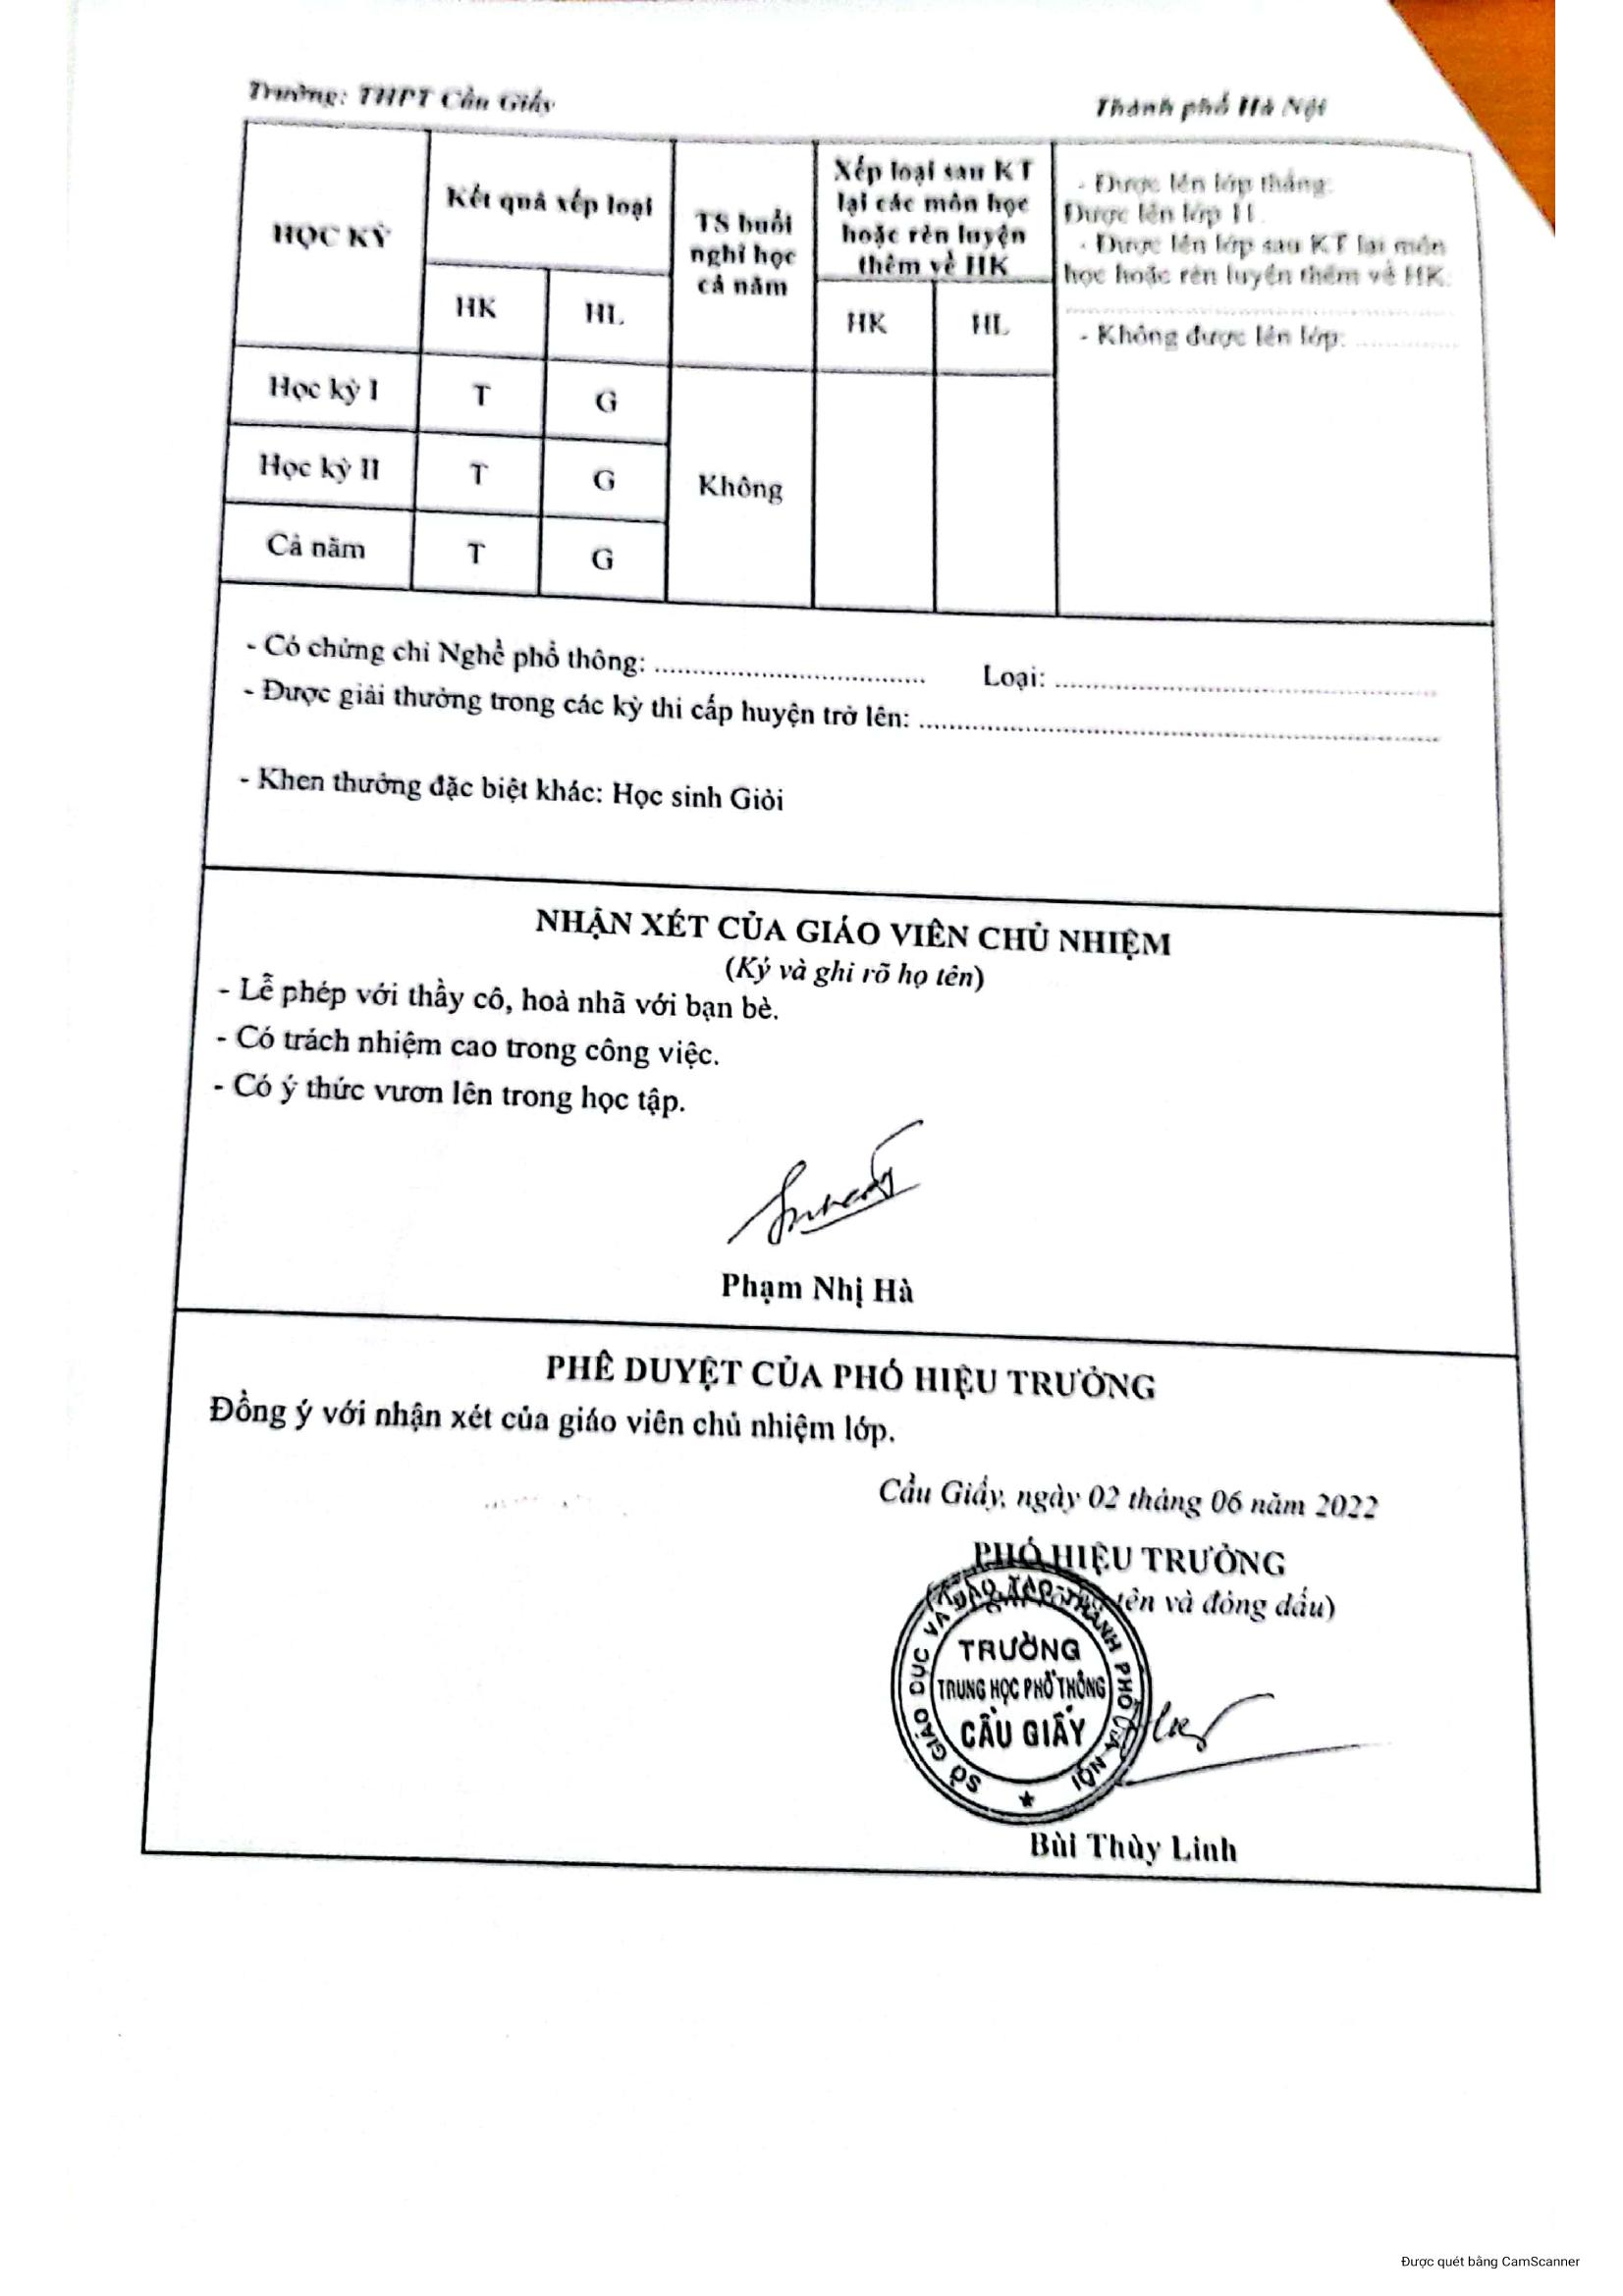 Trường: THPT Cầu Giấy
Thành phố Hà Nội
HỌC KỲ
Kết quả xếp loại
TS buổi
nghỉ học
cả năm
Xếp loại sau KT
lại các môn học
hoặc rèn luyện
thêm về HK
- Được lên lớp thẳng:
Được lên lớp 11.
- Được lên lớp sau KT lại môn
học hoặc rèn luyện thêm về HK:
- Không được lên lớp:
HK HL
HK HL
Học kỳ I T G
Học kỳ II T G
Không
Cả năm T G
- Có chứng chỉ Nghề phổ thông: Loại:
- Được giải thưởng trong các kỳ thi cấp huyện trở lên:
- Khen thưởng đặc biệt khác: Học sinh Giỏi
NHẬN XÉT CỦA GIÁO VIÊN CHỦ NHIỆM
(Ký và ghi rõ họ tên)
- Lễ phép với thầy cô, hoà nhã với bạn bè.
- Có trách nhiệm cao trong công việc.
- Có ý thức vươn lên trong học tập.
Phạm Nhị Hà
PHÊ DUYỆT CỦA PHÓ HIỆU TRƯỞNG
Đồng ý với nhận xét của giáo viên chủ nhiệm lớp.
Cầu Giấy, ngày 02 tháng 06 năm 2022
PHÓ HIỆU TRƯỞNG
tên và đóng dấu)
SỞ GIÁO DỤC VÀ ĐÀO TẠO THÀNH PHỐ HÀ NỘI
TRƯỜNG
TRUNG HỌC PHỔ THÔNG
CẦU GIẤY
Bùi Thùy Linh
Được quét bằng CamScanner